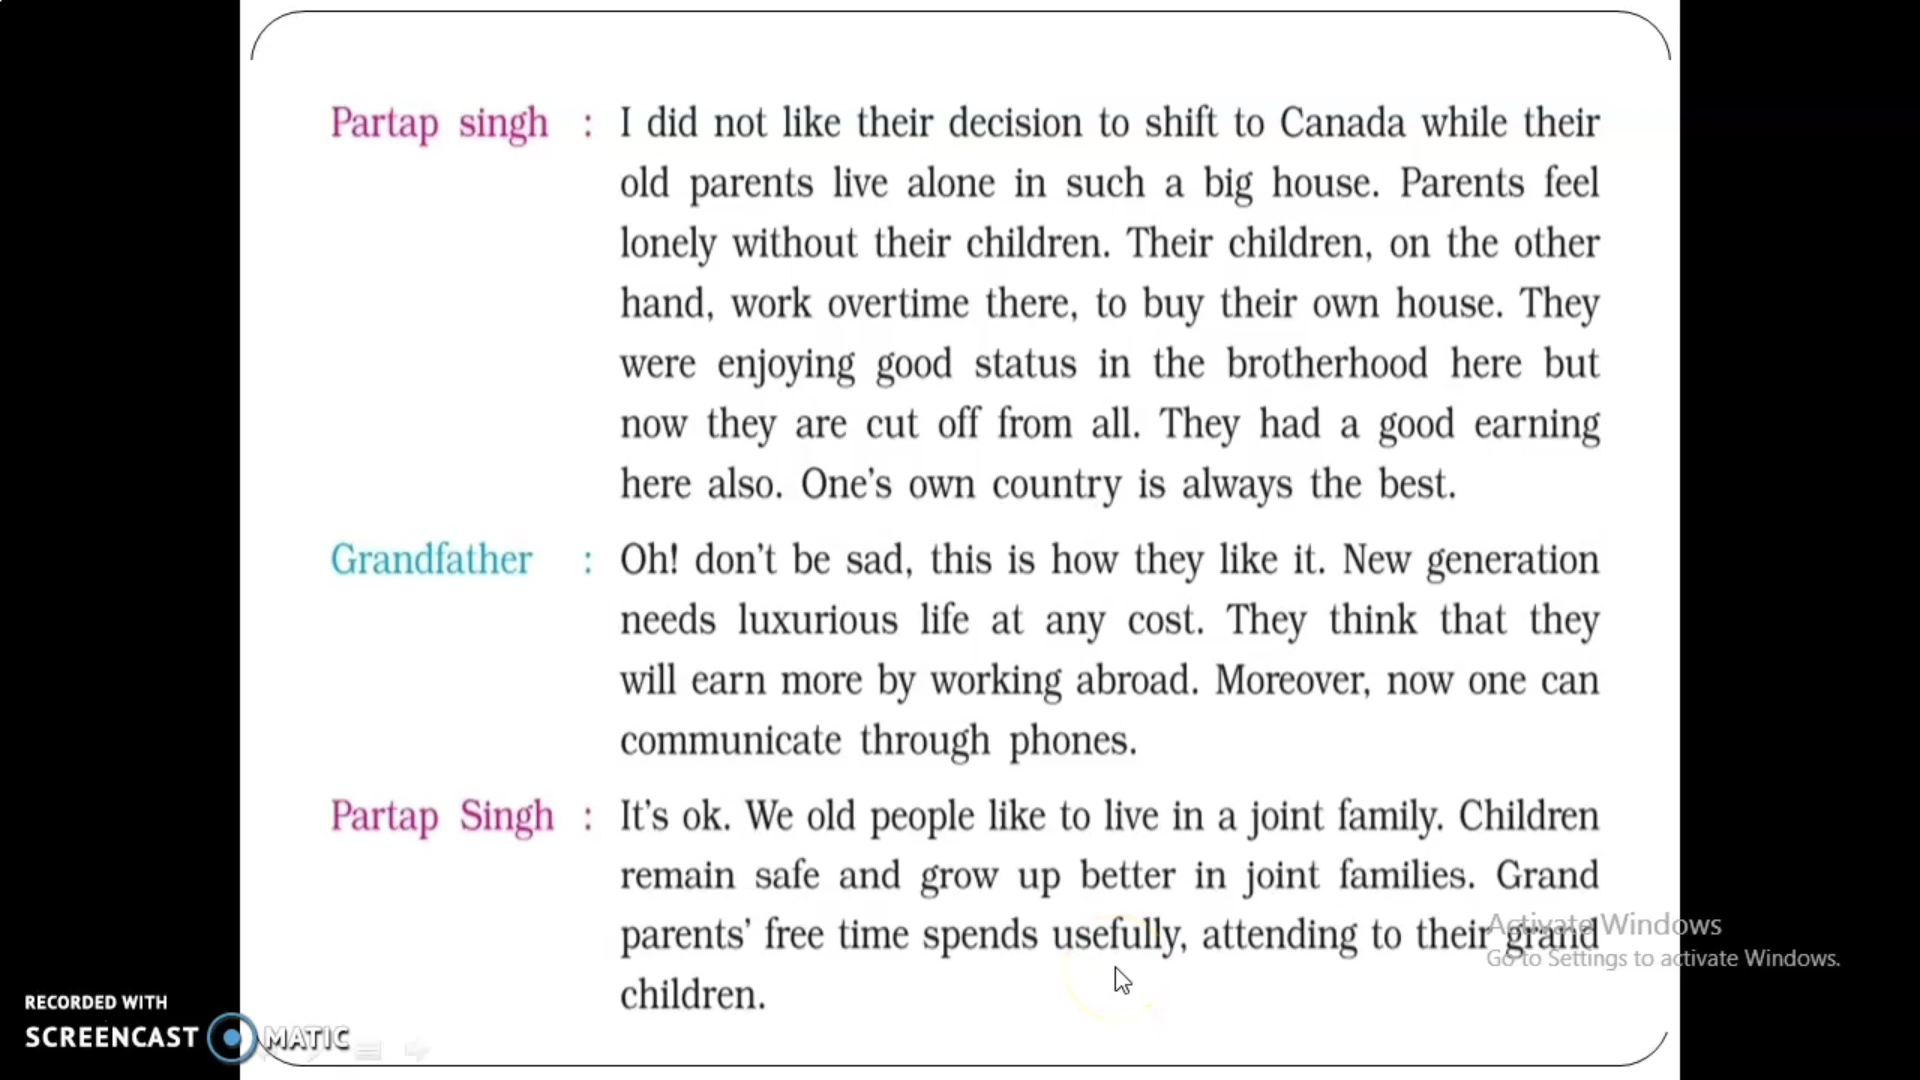 Partap singh : I did not like their decision to shift to Canada while their
old parents live alone in such a big house. Parents feel
lonely without their children. Their children, on the other
hand, work overtime there, to buy their own house. They
were enjoying good status in the brotherhood here but
now they are cut off from all. They had a good earning
here also. One's own country is always the best.
Grandfather : Oh! don't be sad, this is how they like it. New generation
needs luxurious life at any cost. They think that they
will earn more by working abroad. Moreover, now one can
communicate through phones.
Partap Singh : It's ok. We old people like to live in a joint family. Children
remain safe and grow up better in joint families. Grand
parents' free time spends usefully, attending to their grand
children.
Activate Windows
Go to Settings to activate Windows.
RECORDED WITH
SCREENCAST MATIC